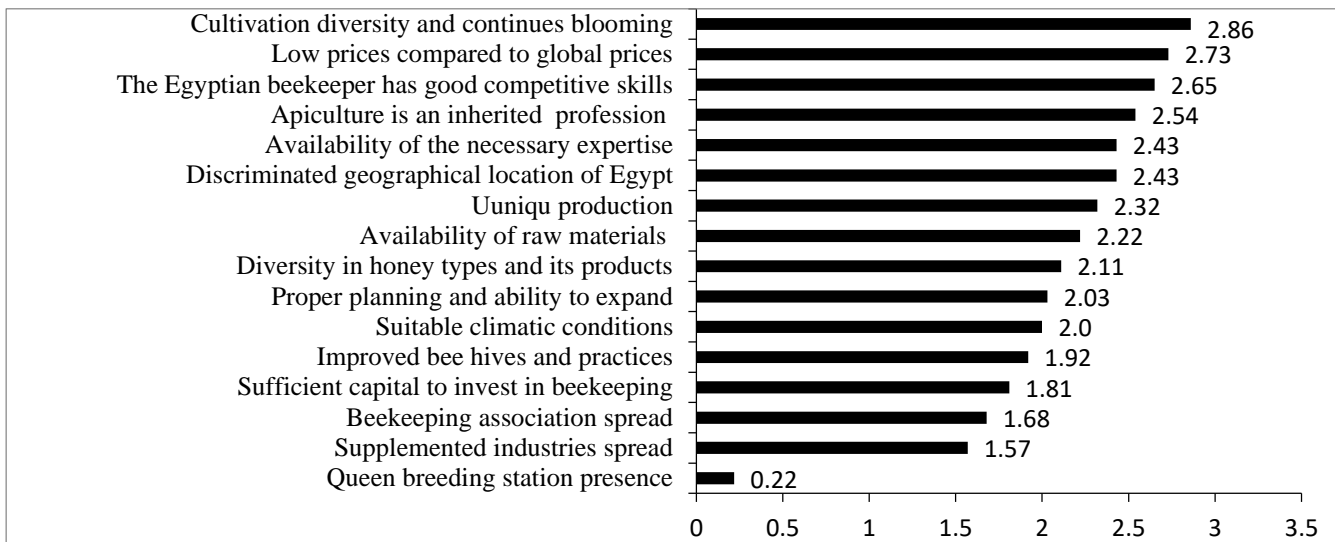 Cultivation diversity and continues blooming 2.86
Low prices compared to global prices 2.73
The Egyptian beekeeper has good competitive skills 2.65
Apiculture is an inherited profession 2.54
Availability of the necessary expertise 2.43
Discriminated geographical location of Egypt 2.43
Uuniqu production 2.32
Availability of raw materials 2.22
Diversity in honey types and its products 2.11
Proper planning and ability to expand 2.03
Suitable climatic conditions 2.0
Improved bee hives and practices 1.92
Sufficient capital to invest in beekeeping 1.81
Beekeeping association spread 1.68
Supplemented industries spread 1.57
Queen breeding station presence 0.22
0 0.5 1 1.5 2 2.5 3 3.5